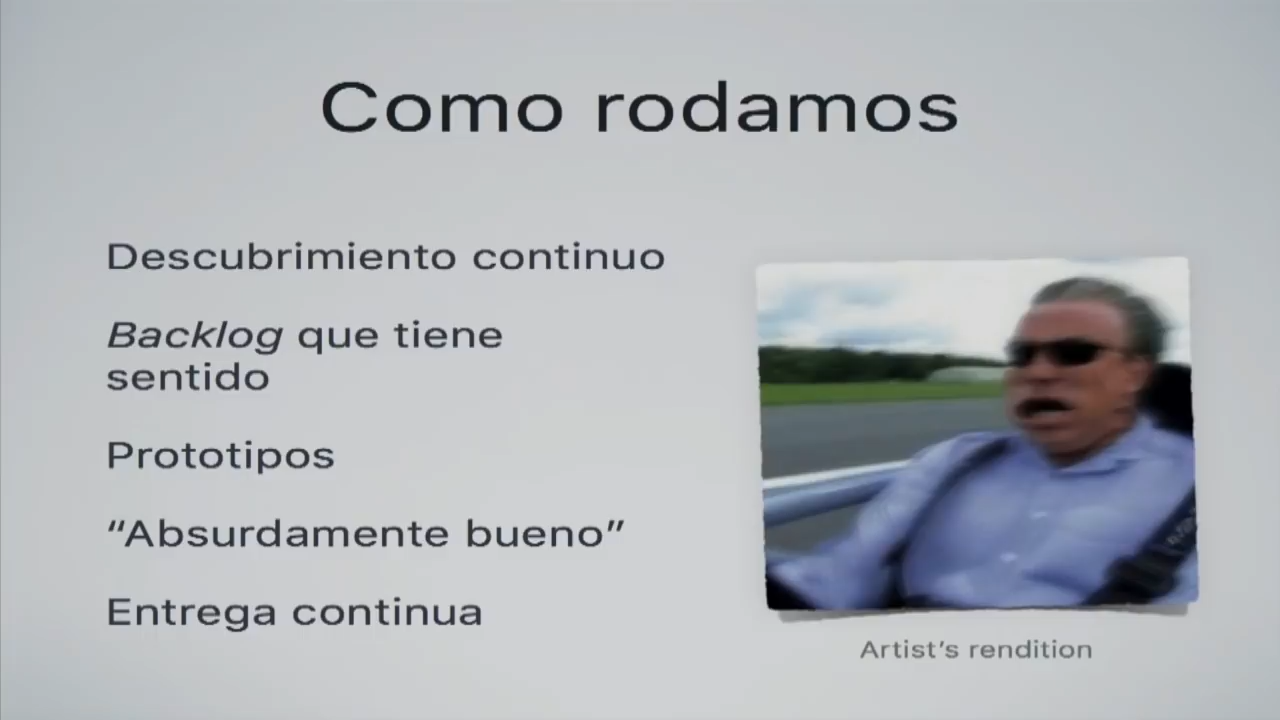 Como rodamos
Descubrimiento continuo
Backlog que tiene
sentido
Prototipos
“Absurdamente bueno”
Entrega continua
Artist’s rendition